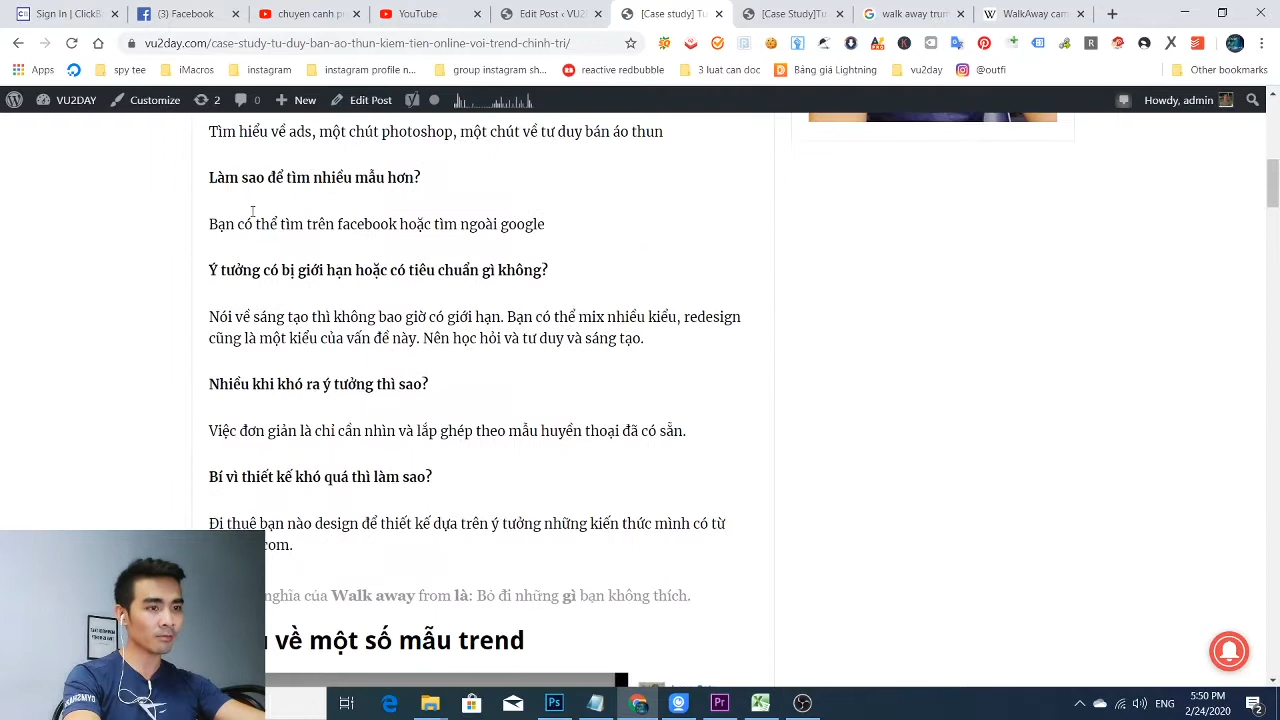 Sign In | ClickBan
(3) Facebook
chuyên c
YouTube
Edit Post ‹ VU2
[Case study] Tu
[Case Study]Tu
walk away trum
WalkAway cam
vu2day.com/case-study-tu-duy-ban-ao-thun-kiem-tien-online-voi-trend-chinh-tri/
Apps
spy tee
iMacros
instagram
instagram profile n...
group instagram sh...
reactive redbubble
3 luat can doc
Bảng giá Lightning
vu2day
@outfi
Other bookmarks
VU2DAY
Customize
2
0
New
Edit Post
Howdy, admin
Tìm hiểu về ads, một chút photoshop, một chút về tư duy bán áo thun
Làm sao để tìm nhiều mẫu hơn?
Bạn có thể tìm trên facebook hoặc tìm ngoài google
Ý tưởng có bị giới hạn hoặc có tiêu chuẩn gì không?
Nói về sáng tạo thì không bao giờ có giới hạn. Bạn có thể mix nhiều kiểu, redesign
cũng là một kiểu của vấn đề này. Nên học hỏi và tư duy và sáng tạo.
Nhiều khi khó ra ý tưởng thì sao?
Việc đơn giản là chỉ cần nhìn và lắp ghép theo mẫu huyền thoại đã có sẵn.
Bí vì thiết kế khó quá thì làm sao?
Đi thuê bạn nào design để thiết kế dựa trên ý tưởng những kiến thức mình có từ
com.
nghĩa của Walk away from là: Bỏ đi những gì bạn không thích.
về một số mẫu trend
5:50 PM
2/24/2020